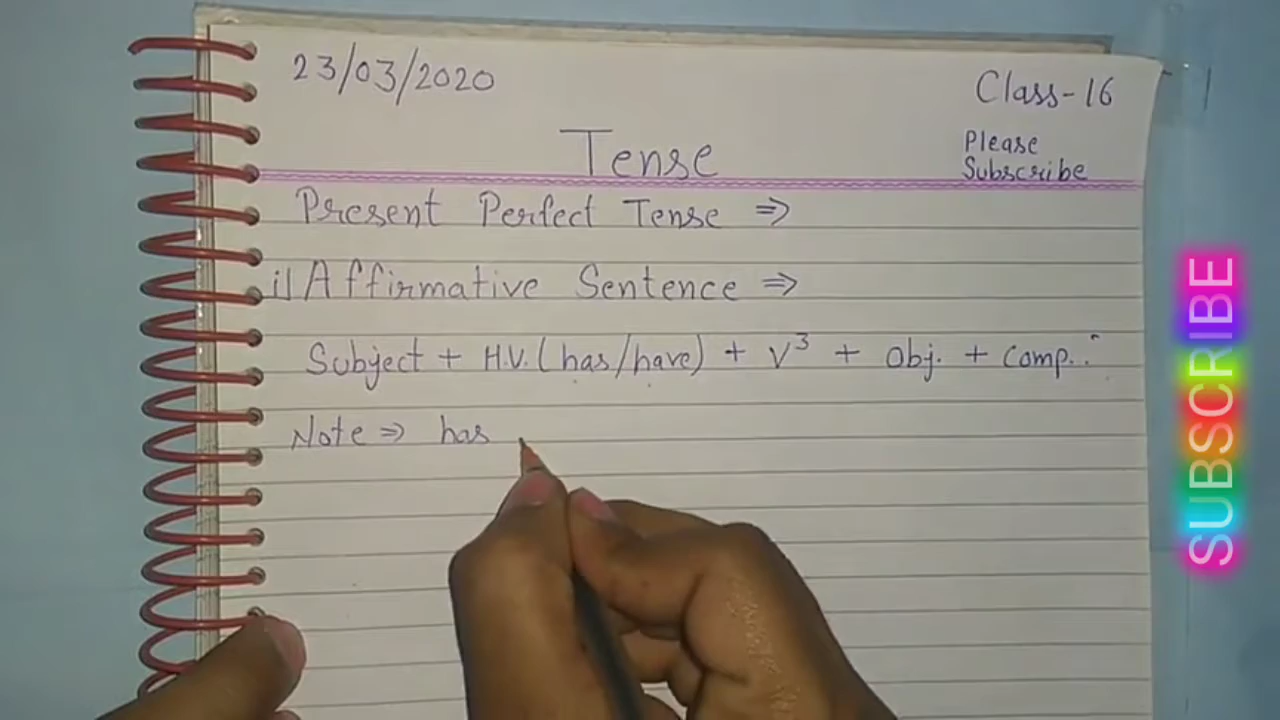 23/03/2020
Class-16
Tense
Please
Subscribe
Present Perfect Tense ⇒
i) Affirmative Sentence ⇒
Subject + H.V. (has/have) + V³ + Obj. + Comp..
Note ⇒ has
SUBSCRIBE